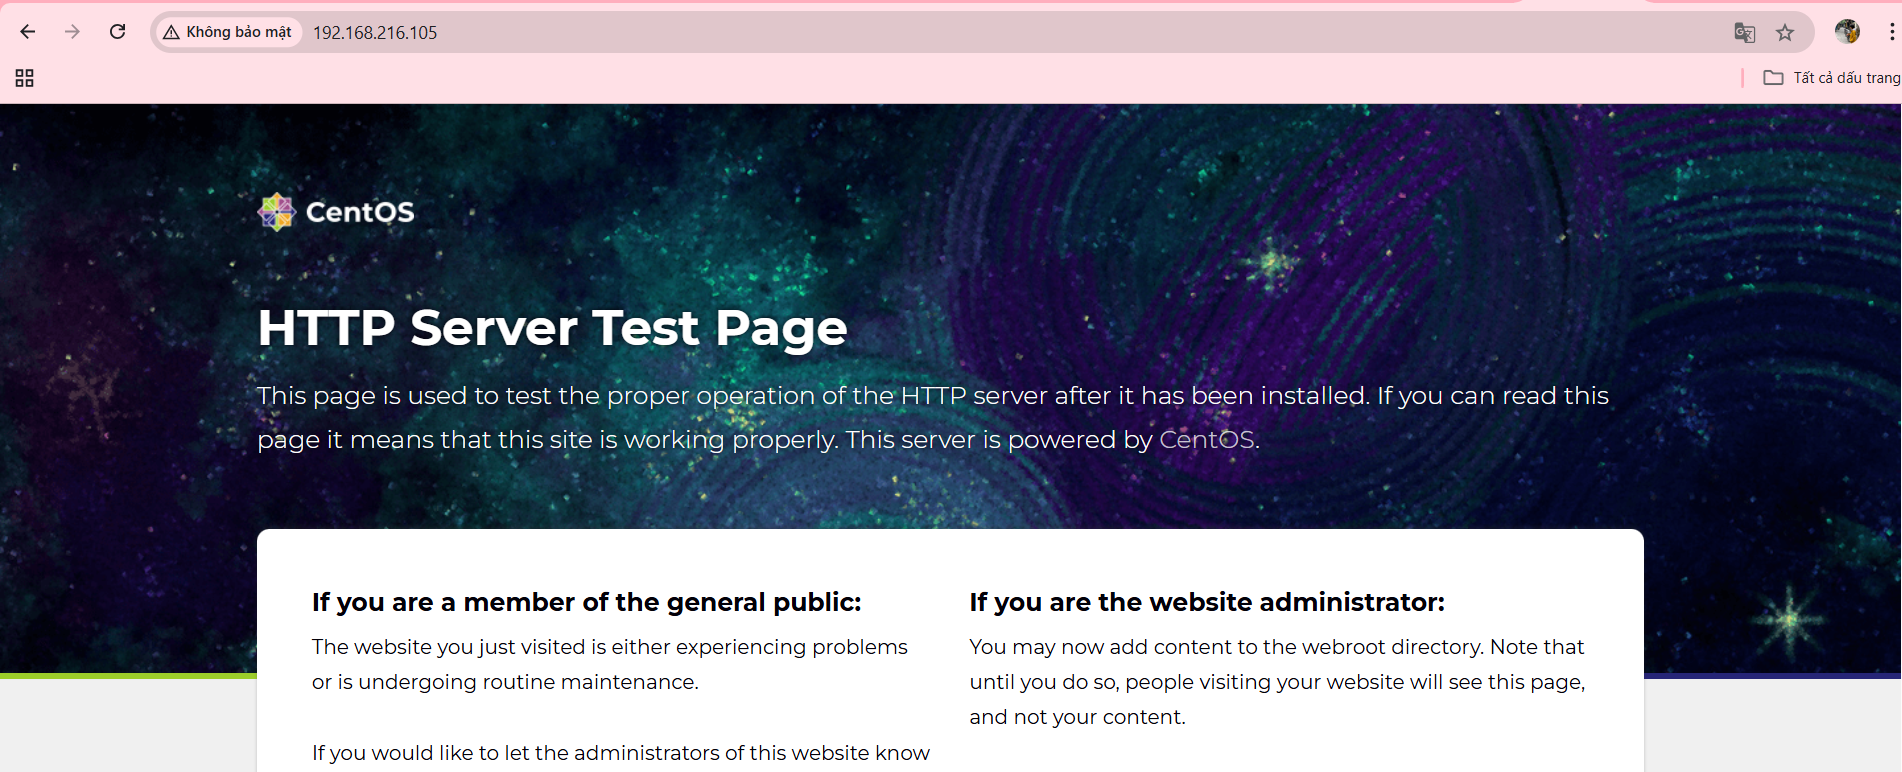 Không bảo mật
192.168.216.105
Tất cả dấu trang
CentOS
HTTP Server Test Page
This page is used to test the proper operation of the HTTP server after it has been installed. If you can read this
page it means that this site is working properly. This server is powered by CentOS.
If you are a member of the general public:
The website you just visited is either experiencing problems
or is undergoing routine maintenance.
If you would like to let the administrators of this website know
If you are the website administrator:
You may now add content to the webroot directory. Note that
until you do so, people visiting your website will see this page,
and not your content.